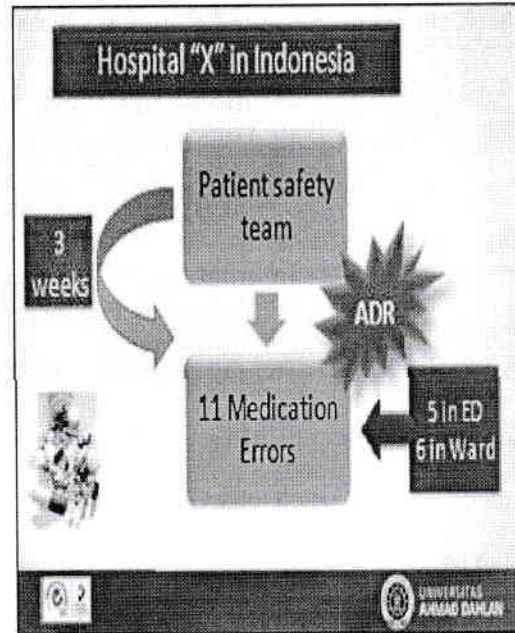 Hospital "X" in Indonesia
Patient safety
team
3
weeks
ADR
11 Medication
Errors
5 in ED
6 in Ward
UNIVERSITAS
AHMAD DAHLAN